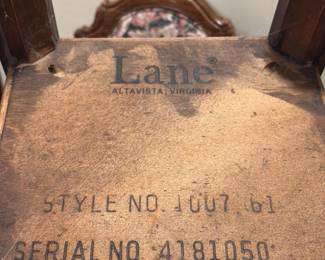 Lane®
ALTAVISTA, VIRGINIA
STYLE NO. 1007 61
SERIAL NO. 4181050